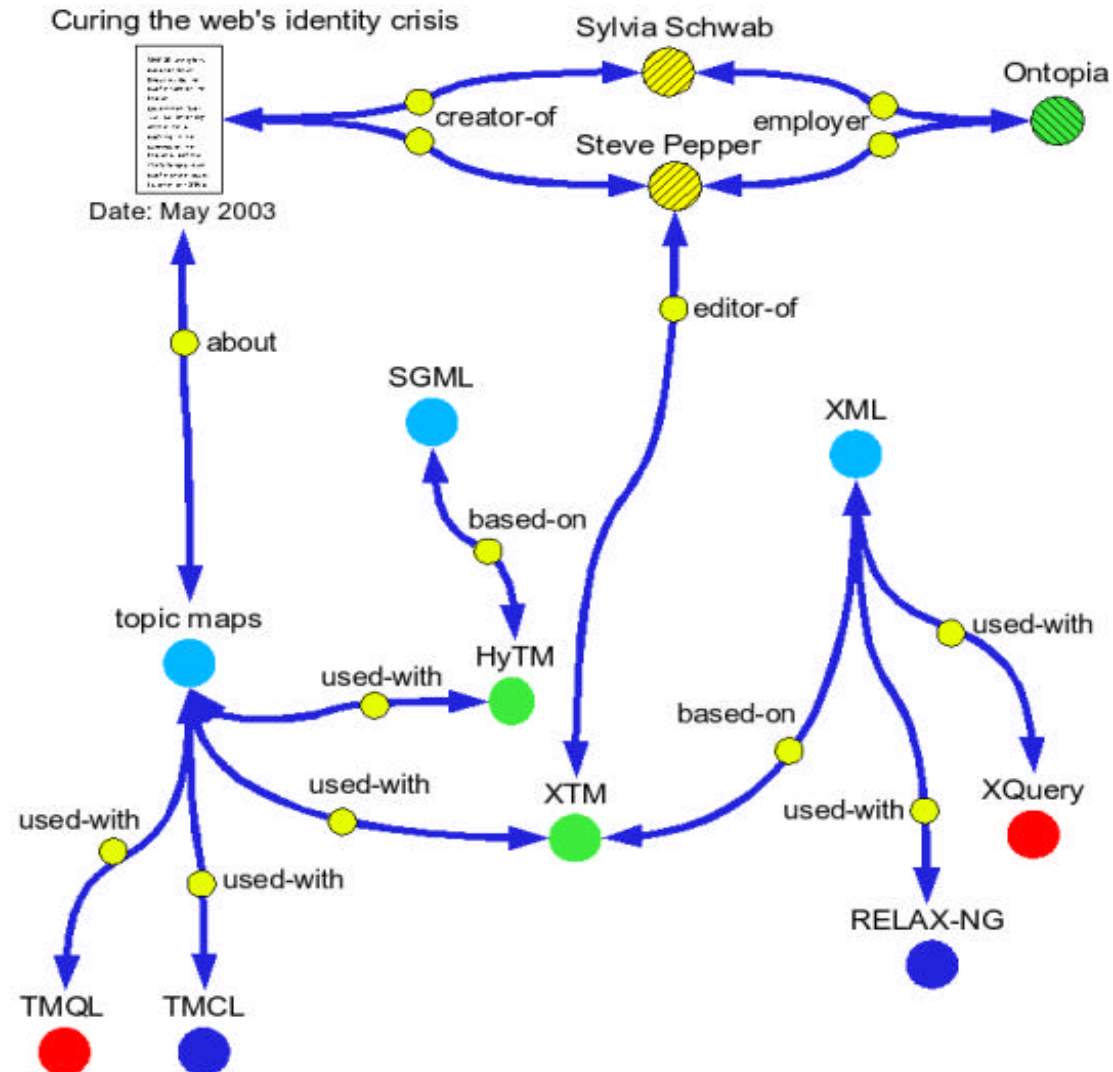 Curing the web's identity crisis
Sylvia Schwab
Ontopia
creator-of
employer
Steve Pepper
Date: May 2003
editor-of
about
SGML
XML
based-on
topic maps
used-with
HyTM
used-with
based-on
used-with
XTM
XQuery
used-with
used-with
used-with
RELAX-NG
TMQL
TMCL